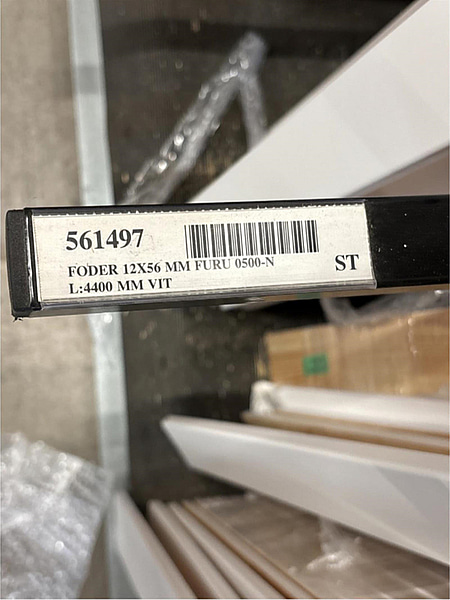 561497
FODER 12X56 MM FURU 0500-N
L:4400 MM VIT
ST